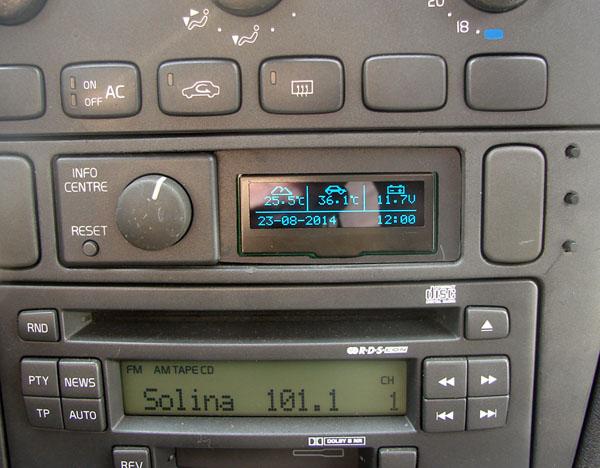 20
18
ON
OFF AC
INFO
CENTRE
RESET
25.5℃ 36.1℃ 11.7V
23-08-2014 12:00
disc
RND
R·D·S EON
PTY NEWS
TP AUTO
FM AM TAPE CD
CH
Solina 101.1 1
DOLBY B NR
REV